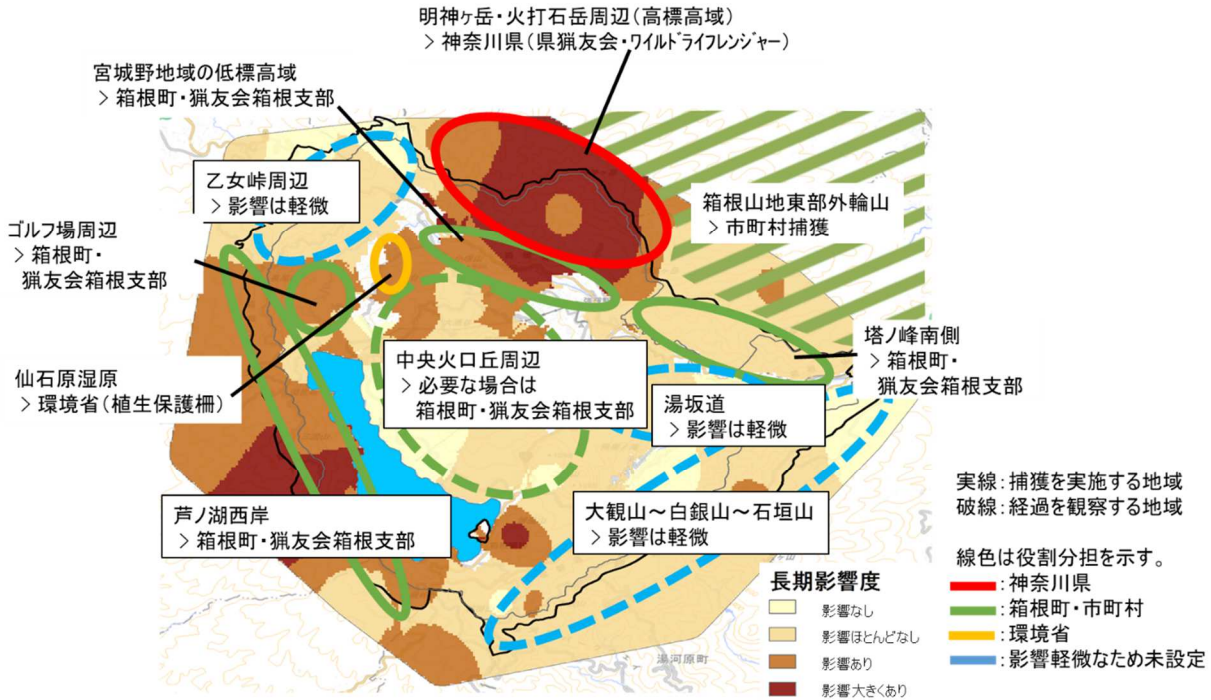 明神ヶ岳・火打石岳周辺(高標高域)
> 神奈川県(県猟友会・ワイルドライフレンジャー)
宮城野地域の低標高域
> 箱根町・猟友会箱根支部
乙女峠周辺
> 影響は軽微
箱根山地東部外輪山
> 市町村捕獲
ゴルフ場周辺
> 箱根町・
猟友会箱根支部
塔ノ峰南側
> 箱根町・
猟友会箱根支部
中央火口丘周辺
> 必要な場合は
箱根町・猟友会箱根支部
仙石原湿原
> 環境省(植生保護柵)
湯坂道
> 影響は軽微
芦ノ湖西岸
> 箱根町・猟友会箱根支部
大観山～白銀山～石垣山
> 影響は軽微
実線:捕獲を実施する地域
破線:経過を観察する地域
線色は役割分担を示す。
:神奈川県
:箱根町・市町村
:環境省
:影響軽微なため未設定
長期影響度
影響なし
影響ほとんどなし
影響あり
影響大きくあり
湯河原町